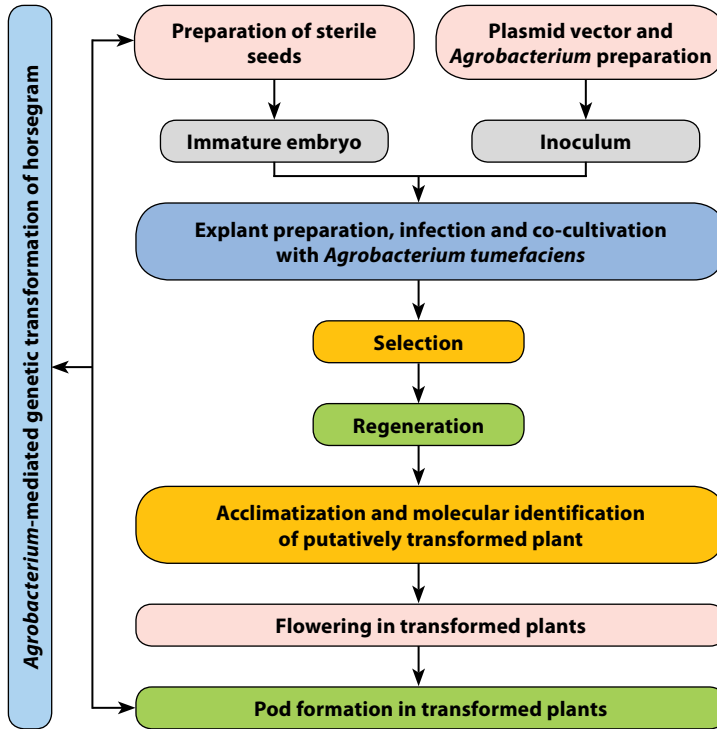 Agrobacterium-mediated genetic transformation of horsegram
Preparation of sterile
seeds
Plasmid vector and
Agrobacterium preparation
Immature embryo
Inoculum
Explant preparation, infection and co-cultivation
with Agrobacterium tumefaciens
Selection
Regeneration
Acclimatization and molecular identification
of putatively transformed plant
Flowering in transformed plants
Pod formation in transformed plants